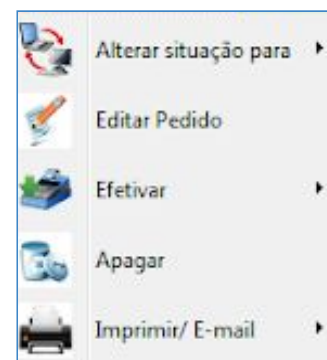 Alterar situação para
Editar Pedido
Efetivar
Apagar
Imprimir/ E-mail